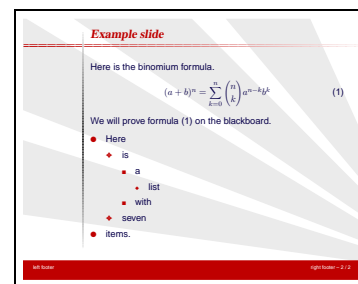 Example slide
Here is the binomium formula.
(a + b)^n = \sum_{k=0}^{n} \binom{n}{k} a^{n-k} b^k (1)
We will prove formula (1) on the blackboard.
Here
is
a
list
with
seven
items.
left footer right footer – 2 / 2